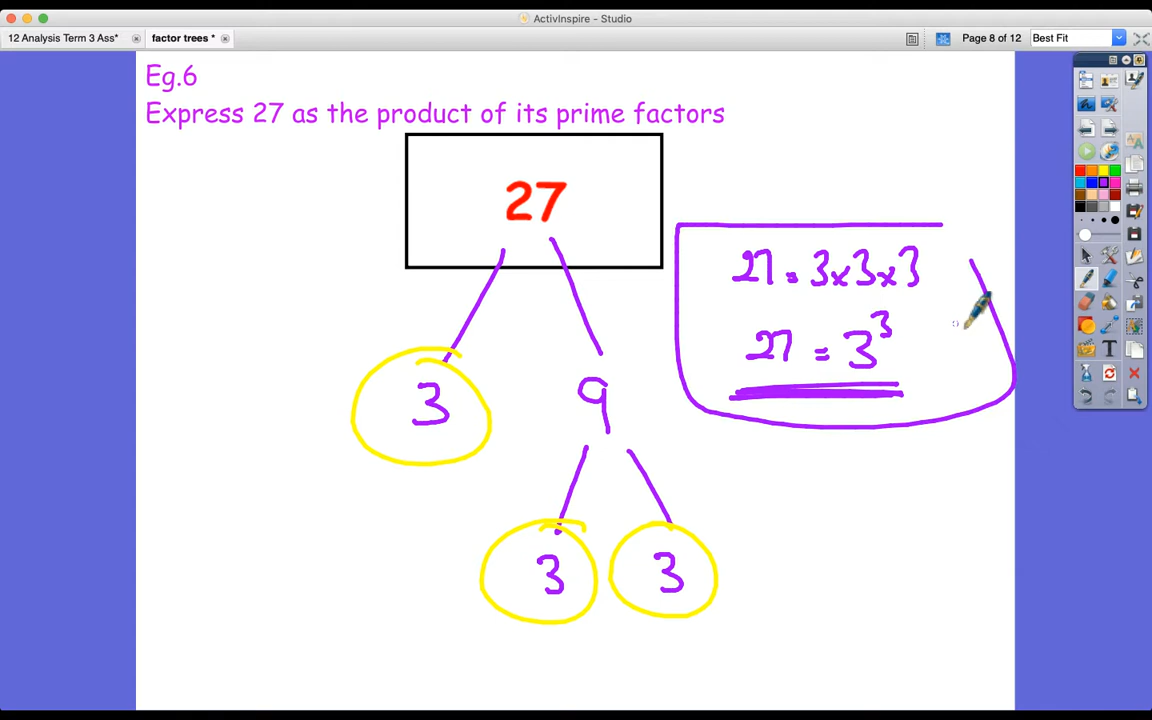 ActivInspire - Studio
12 Analysis Term 3 Ass*
factor trees *
Page 8 of 12
Best Fit
Eg.6
Express 27 as the product of its prime factors
27
27 = 3x3x3
27 = 3³
3
9
3 3